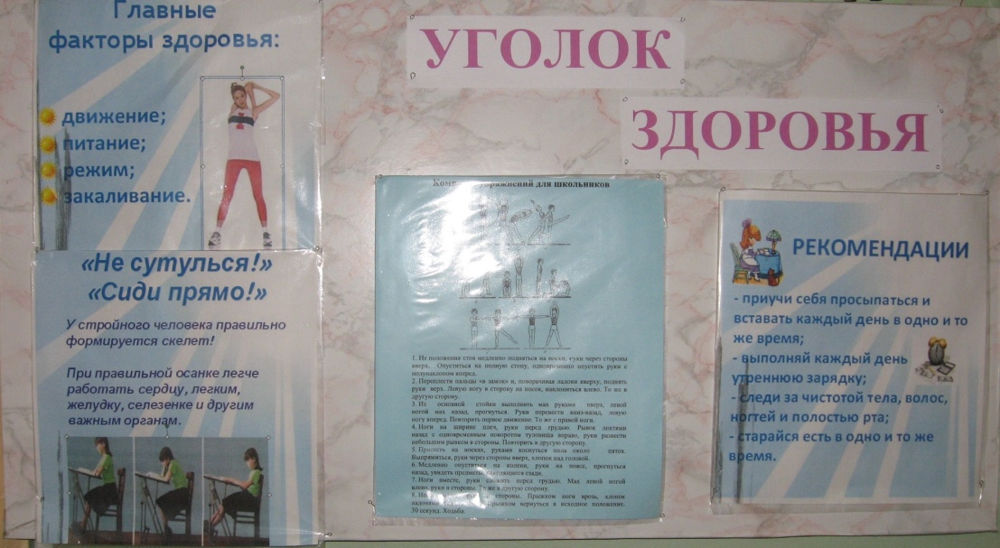 УГОЛОК
ЗДОРОВЬЯ
Главные
факторы здоровья:
движение;
питание;
режим;
закаливание.
«Не сутулься!»
«Сиди прямо!»
У стройного человека правильно
формируется скелет!
При правильной осанке легче
работать сердцу, легким,
желудку, селезенке и другим
важным органам.
упражнений для школьников
1. Из положения стоя медленно подняться на носки, руки через стороны
вверх. Опуститься на полную стопу, одновременно опустить руки с
полунаклоном вперед.
2. Переплести пальцы «в замок» и, поворачивая ладони кверху, поднять
руки вверх. Левую ногу в сторону на носок, наклониться влево. То же в
другую сторону.
3. Из основной стойки выполнить мах руками вверх, левой
ногой мах назад, прогнуться. Руки перевести вниз-назад, левую
ногу вперед. Повторить первое движение. То же с правой ноги.
4. Ноги на ширине плеч, руки перед грудью. Рывок локтями
назад с одновременным поворотом туловища вправо, руки развести
небольшим рывком в стороны. Повторить в другую сторону.
5. Присесть на носках, руками коснуться пола около пяток.
Выпрямиться, руки через стороны вверх, хлопок над головой.
6. Медленно опуститься на колени, руки на поясе, прогнуться
назад, увидеть предметы, находящиеся сзади.
7. Ноги вместе, руки сложить перед грудью. Мах левой ногой
влево, руки в стороны. То же в другую сторону.
8. стороны. Прыжком ноги врозь, хлопок
Прыжком вернуться в исходное положение.
30 секунд. Ходьба.
РЕКОМЕНДАЦИИ
- приучи себя просыпаться и
вставать каждый день в одно и то
же время;
- выполняй каждый день
утреннюю зарядку;
- следи за чистотой тела, волос,
ногтей и полостью рта;
- старайся есть в одно и то же
время.